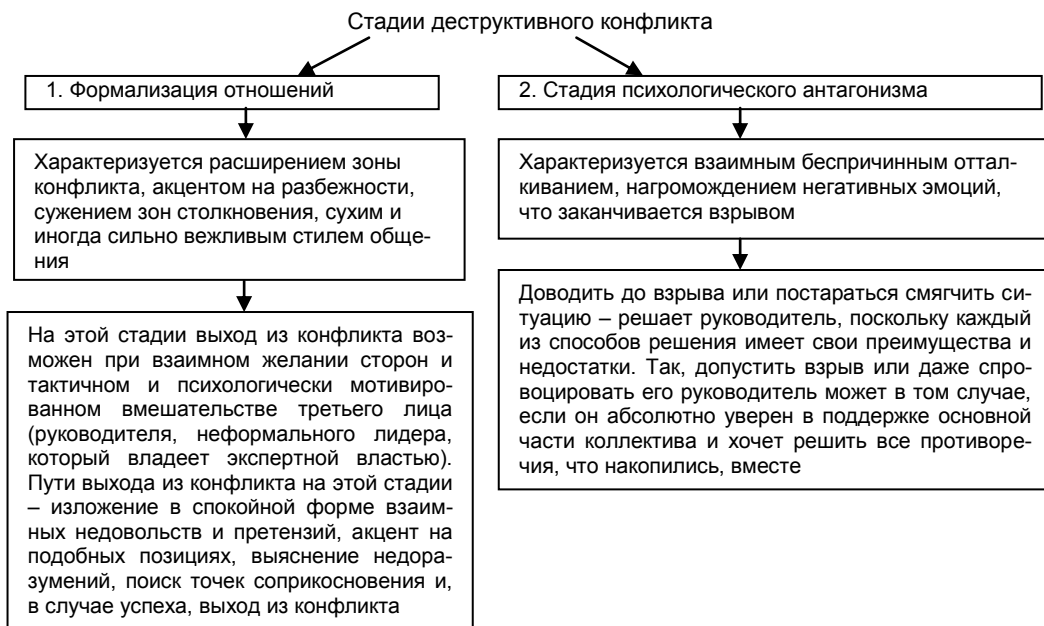 Стадии деструктивного конфликта
1. Формализация отношений
Характеризуется расширением зоны
конфликта, акцентом на разбежности,
сужением зон столкновения, сухим и
иногда сильно вежливым стилем обще-
ния
На этой стадии выход из конфликта воз-
можен при взаимном желании сторон и
тактичном и психологически мотивиро-
ванном вмешательстве третьего лица
(руководителя, неформального лидера,
который владеет экспертной властью).
Пути выхода из конфликта на этой стадии
– изложение в спокойной форме взаим-
ных недовольств и претензий, акцент на
подобных позициях, выяснение недора-
зумений, поиск точек соприкосновения и,
в случае успеха, выход из конфликта
2. Стадия психологического антагонизма
Характеризуется взаимным беспричинным оттал-
киванием, нагромождением негативных эмоций,
что заканчивается взрывом
Доводить до взрыва или постараться смягчить си-
туацию – решает руководитель, поскольку каждый
из способов решения имеет свои преимущества и
недостатки. Так, допустить взрыв или даже спро-
воцировать его руководитель может в том случае,
если он абсолютно уверен в поддержке основной
части коллектива и хочет решить все противоре-
чия, что накопились, вместе